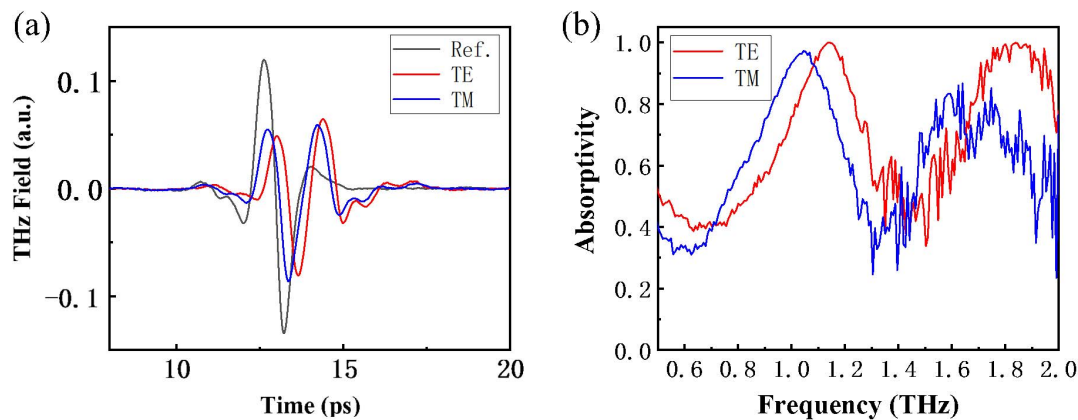 (a)
THz Field (a.u.)
0.1
0.0
−0.1
Ref.
TE
TM
10
15
20
Time (ps)
(b)
Absorptivity
1.0
0.8
0.6
0.4
0.2
0.0
TE
TM
0.6 0.8 1.0 1.2 1.4 1.6 1.8 2.0
Frequency (THz)